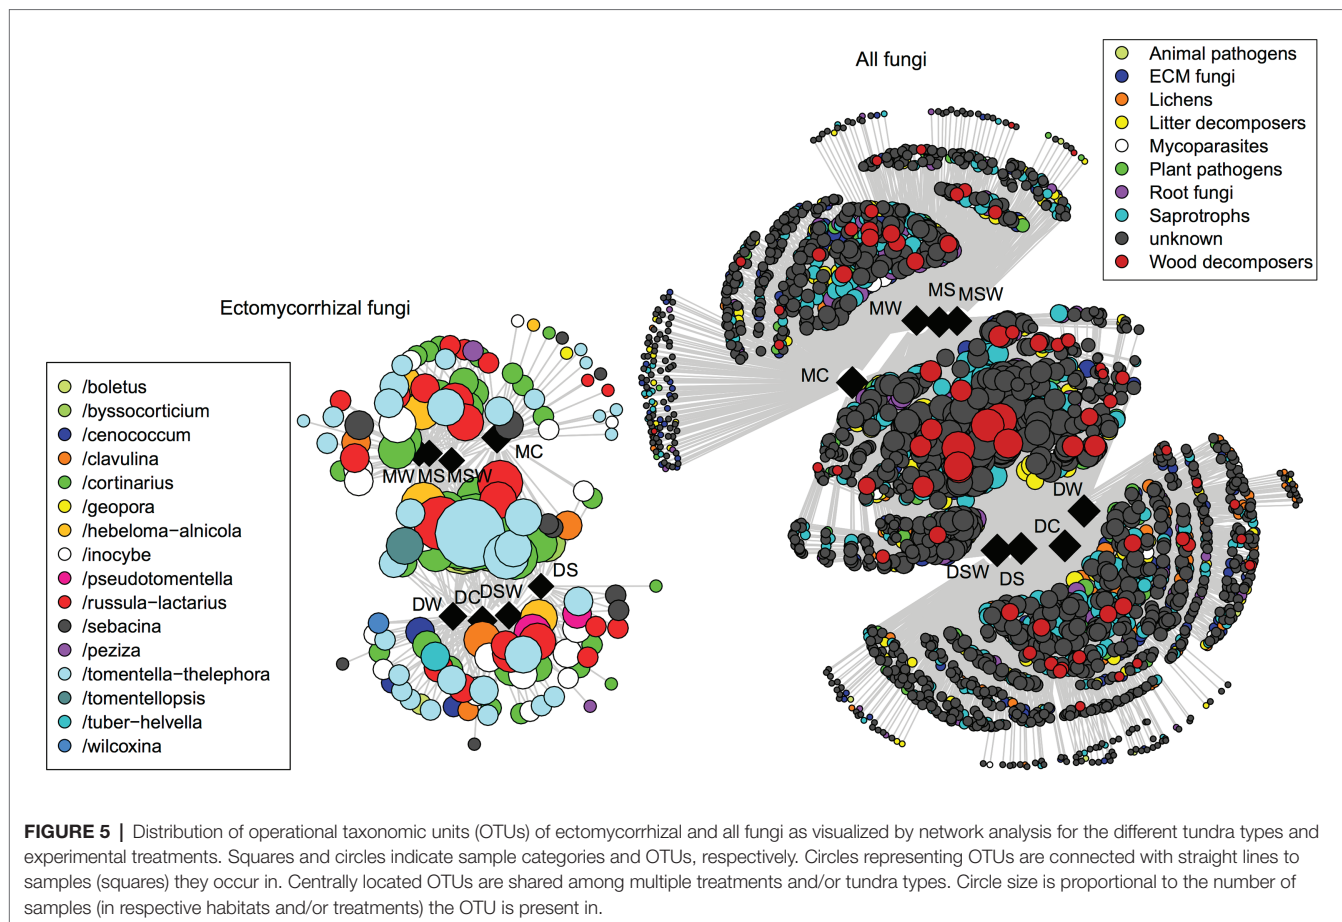 All fungi
Animal pathogens
ECM fungi
Lichens
Litter decomposers
Mycoparasites
Plant pathogens
Root fungi
Saprotrophs
unknown
Wood decomposers
MW
MS
MSW
MC
DW
DC
DSW
DS
Ectomycorrhizal fungi
/boletus
/byssocorticium
/cenococcum
/clavulina
/cortinarius
/geopora
/hebeloma−alnicola
/inocybe
/pseudotomentella
/russula−lactarius
/sebacina
/peziza
/tomentella−thelephora
/tomentellopsis
/tuber−helvella
/wilcoxina
MC
MW
MS
MSW
DS
DW
DC
DSW
FIGURE 5 | Distribution of operational taxonomic units (OTUs) of ectomycorrhizal and all fungi as visualized by network analysis for the different tundra types and
experimental treatments. Squares and circles indicate sample categories and OTUs, respectively. Circles representing OTUs are connected with straight lines to
samples (squares) they occur in. Centrally located OTUs are shared among multiple treatments and/or tundra types. Circle size is proportional to the number of
samples (in respective habitats and/or treatments) the OTU is present in.